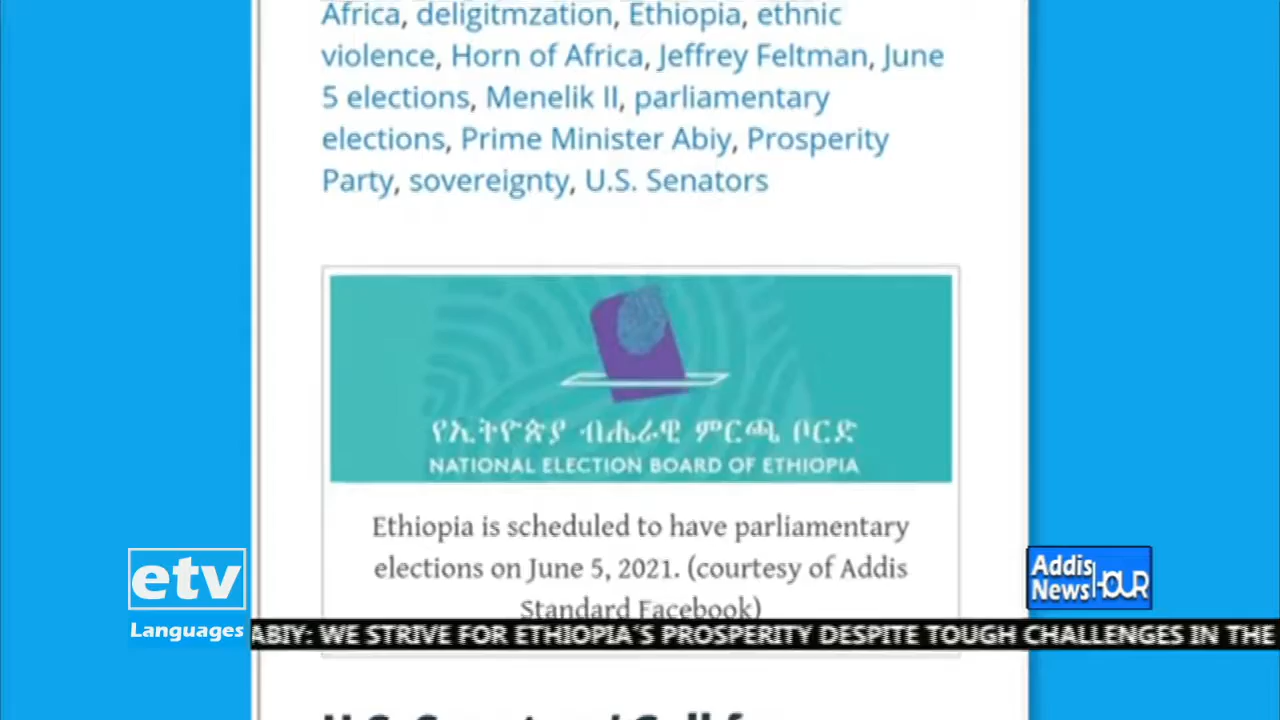 Africa, deligitmzation, Ethiopia, ethnic
violence, Horn of Africa, Jeffrey Feltman, June
5 elections, Menelik II, parliamentary
elections, Prime Minister Abiy, Prosperity
Party, sovereignty, U.S. Senators
የኢትዮጵያ ብሔራዊ ምርጫ ቦርድ
NATIONAL ELECTION BOARD OF ETHIOPIA
Ethiopia is scheduled to have parliamentary
elections on June 5, 2021. (courtesy of Addis
Standard Facebook)
etv
Languages
Addis
News HOUR
ABIY: WE STRIVE FOR ETHIOPIA'S PROSPERITY DESPITE TOUGH CHALLENGES IN THE